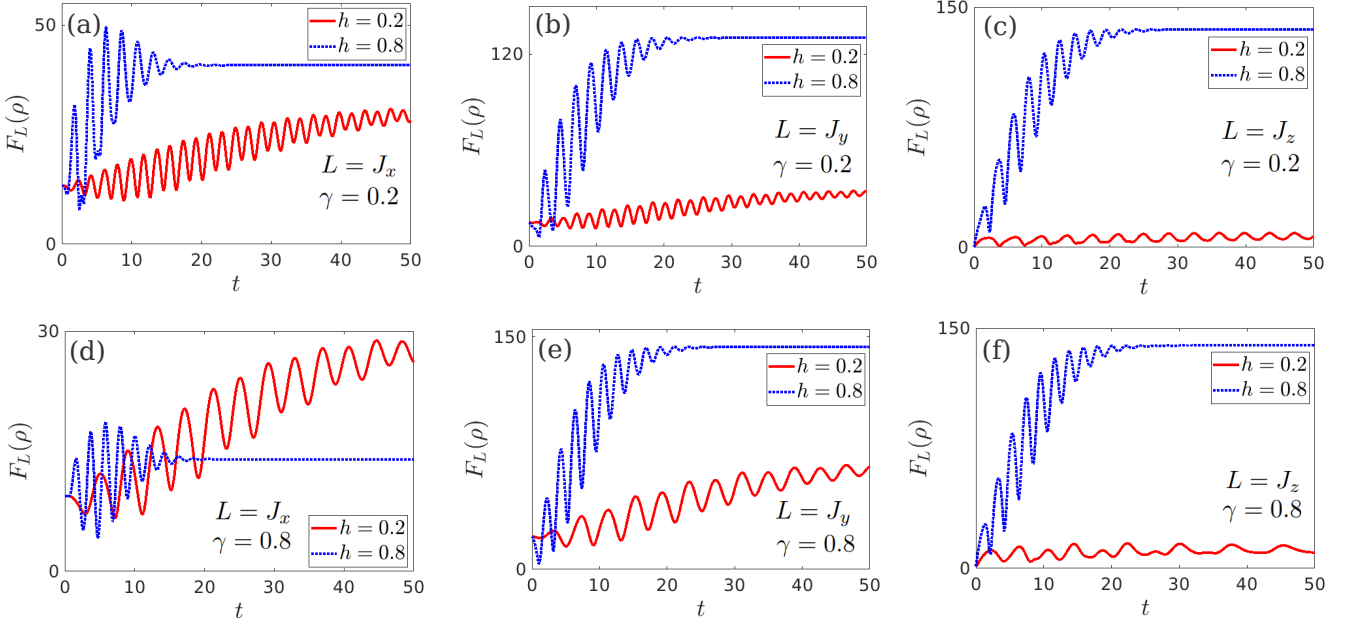 (a)
h = 0.2
h = 0.8
50
0
F_L(ρ)
L = J_x
γ = 0.2
0 10 20 30 40 50
t
(b)
h = 0.2
h = 0.8
120
0
F_L(ρ)
L = J_y
γ = 0.2
0 10 20 30 40 50
t
(c)
h = 0.2
h = 0.8
150
0
F_L(ρ)
L = J_z
γ = 0.2
0 10 20 30 40 50
t
(d)
30
0
F_L(ρ)
L = J_x
γ = 0.8
h = 0.2
h = 0.8
0 10 20 30 40 50
t
(e)
h = 0.2
h = 0.8
150
0
F_L(ρ)
L = J_y
γ = 0.8
0 10 20 30 40 50
t
(f)
h = 0.2
h = 0.8
150
0
F_L(ρ)
L = J_z
γ = 0.8
0 10 20 30 40 50
t